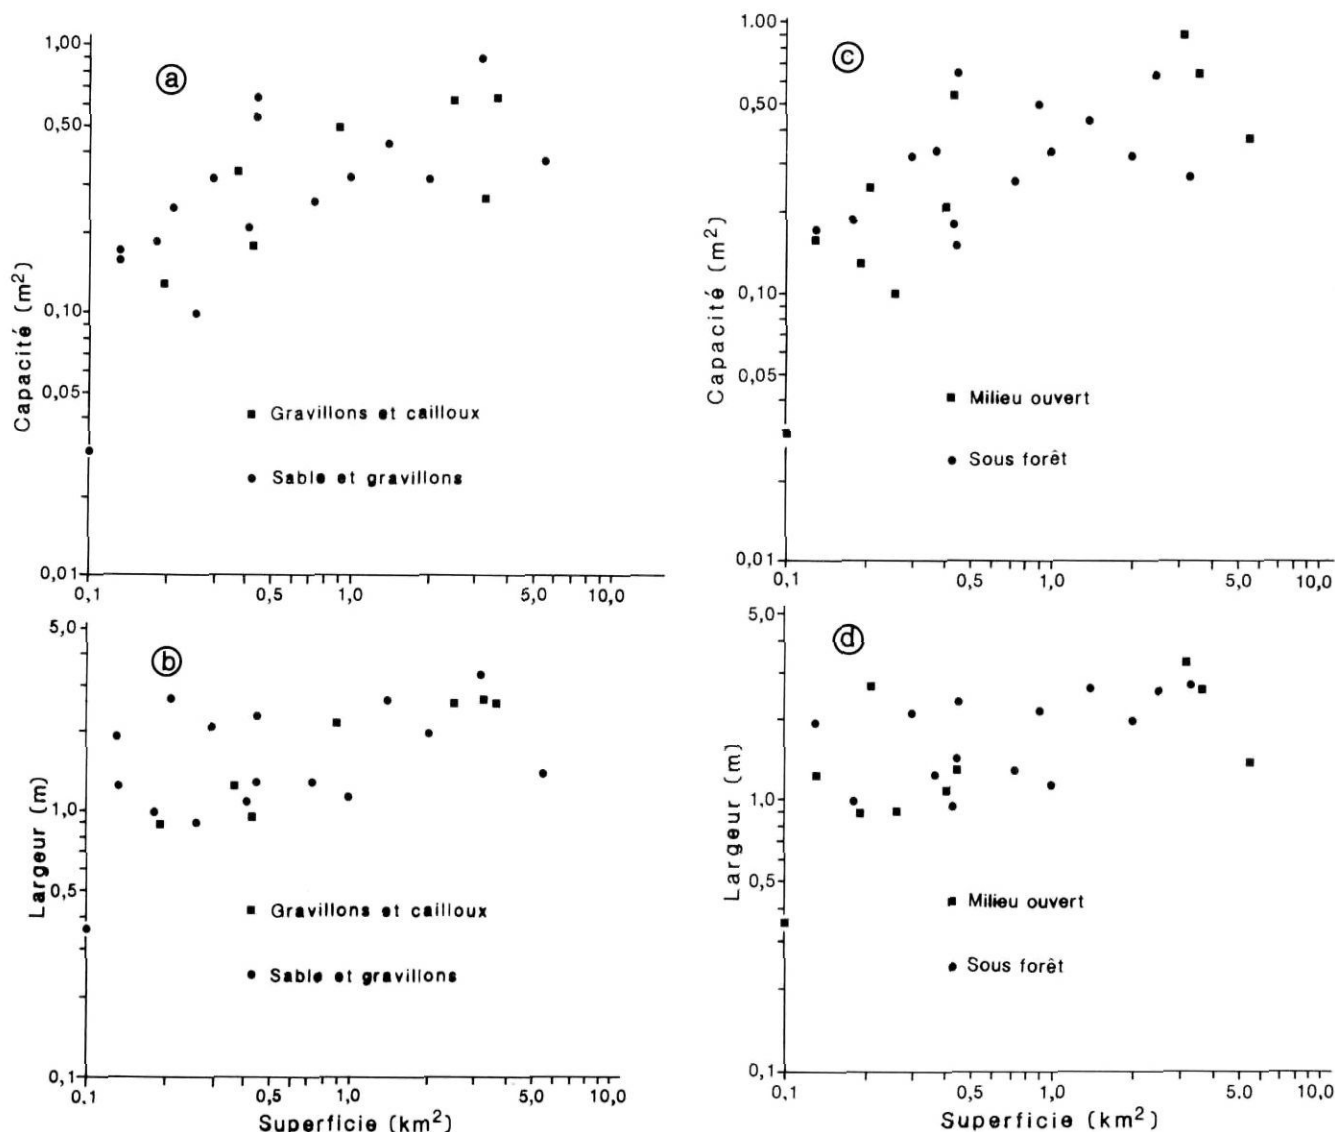 a
1,00
0,50
0,10
0,05
0,01
Capacité (m²)
Gravillons et cailloux
Sable et gravillons
0,1
0,5
1,0
5,0
10,0
c
1.00
0,50
0,10
0,05
0,01
Capacité (m²)
Milieu ouvert
Sous forêt
0,1
0,5
1,0
5,0
10,0
b
5,0
1,0
0,5
0,1
Largeur (m)
Gravillons et cailloux
Sable et gravillons
0,1
0,5
1,0
5,0
10,0
Superficie (km²)
d
5,0
1,0
0,5
0,1
Largeur (m)
Milieu ouvert
Sous forêt
0,1
0,5
1,0
5,0
10,0
Superficie (km²)